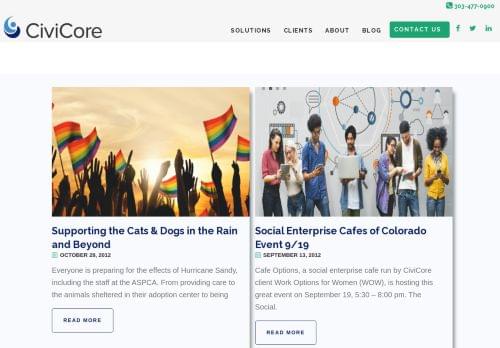 303-477-0900
CiviCore
SOLUTIONS CLIENTS ABOUT BLOG CONTACT US
Supporting the Cats & Dogs in the Rain
and Beyond
OCTOBER 28, 2012
Everyone is preparing for the effects of Hurricane Sandy,
including the staff at the ASPCA. From providing care to
the animals sheltered in their adoption center to being
READ MORE
Social Enterprise Cafes of Colorado
Event 9/19
SEPTEMBER 13, 2012
Cafe Options, a social enterprise cafe run by CiviCore
client Work Options for Women (WOW), is hosting this
great event on September 19, 5:30 – 8:00 pm. The
Social.
READ MORE